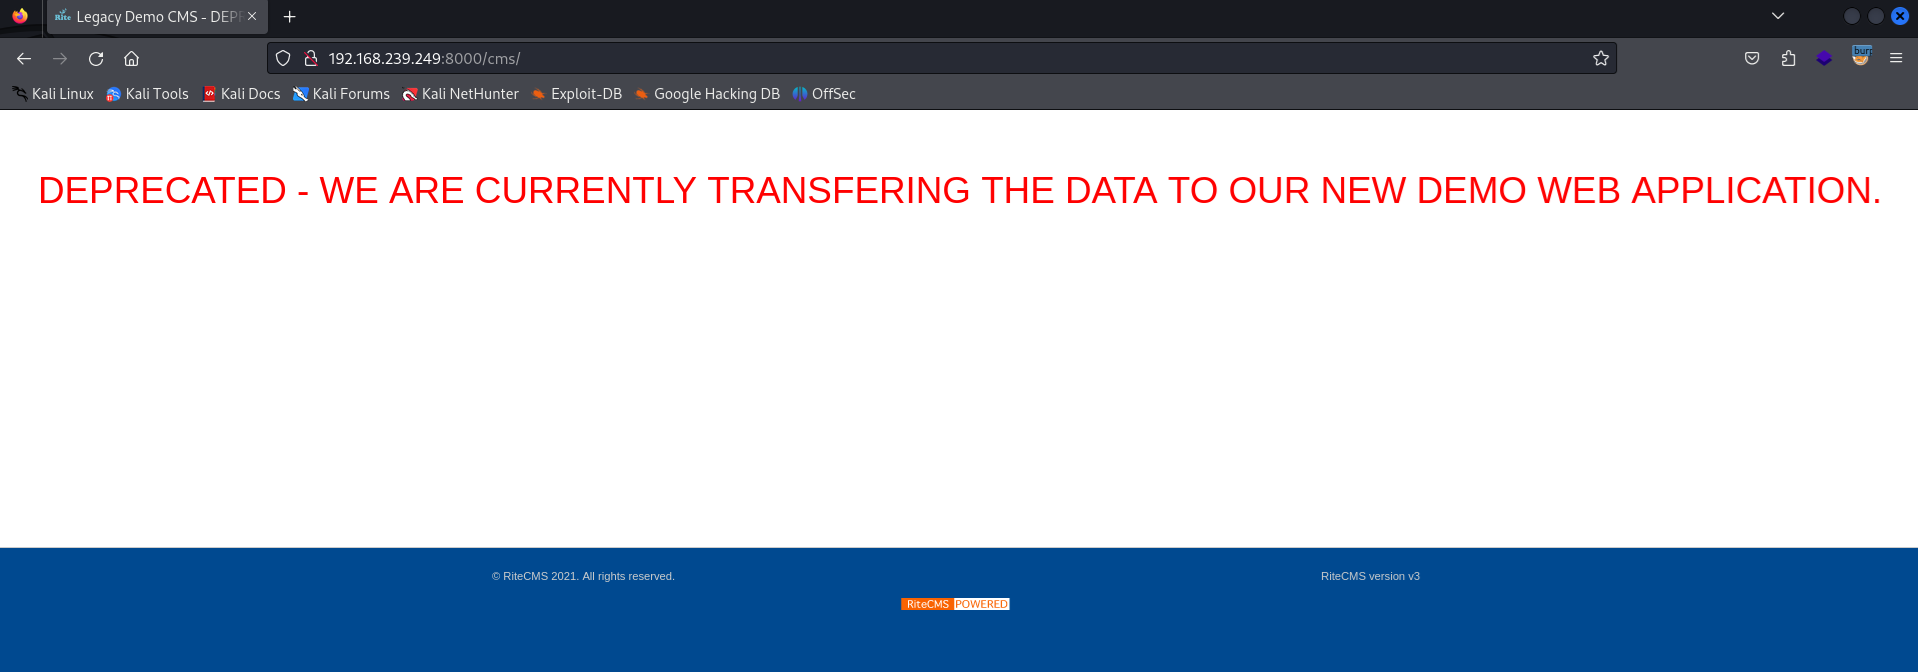 Rite Legacy Demo CMS - DEPR
192.168.239.249:8000/cms/
burp
Kali Linux Kali Tools Kali Docs Kali Forums Kali NetHunter Exploit-DB Google Hacking DB OffSec
DEPRECATED - WE ARE CURRENTLY TRANSFERING THE DATA TO OUR NEW DEMO WEB APPLICATION.
© RiteCMS 2021. All rights reserved. RiteCMS version v3
RiteCMS POWERED